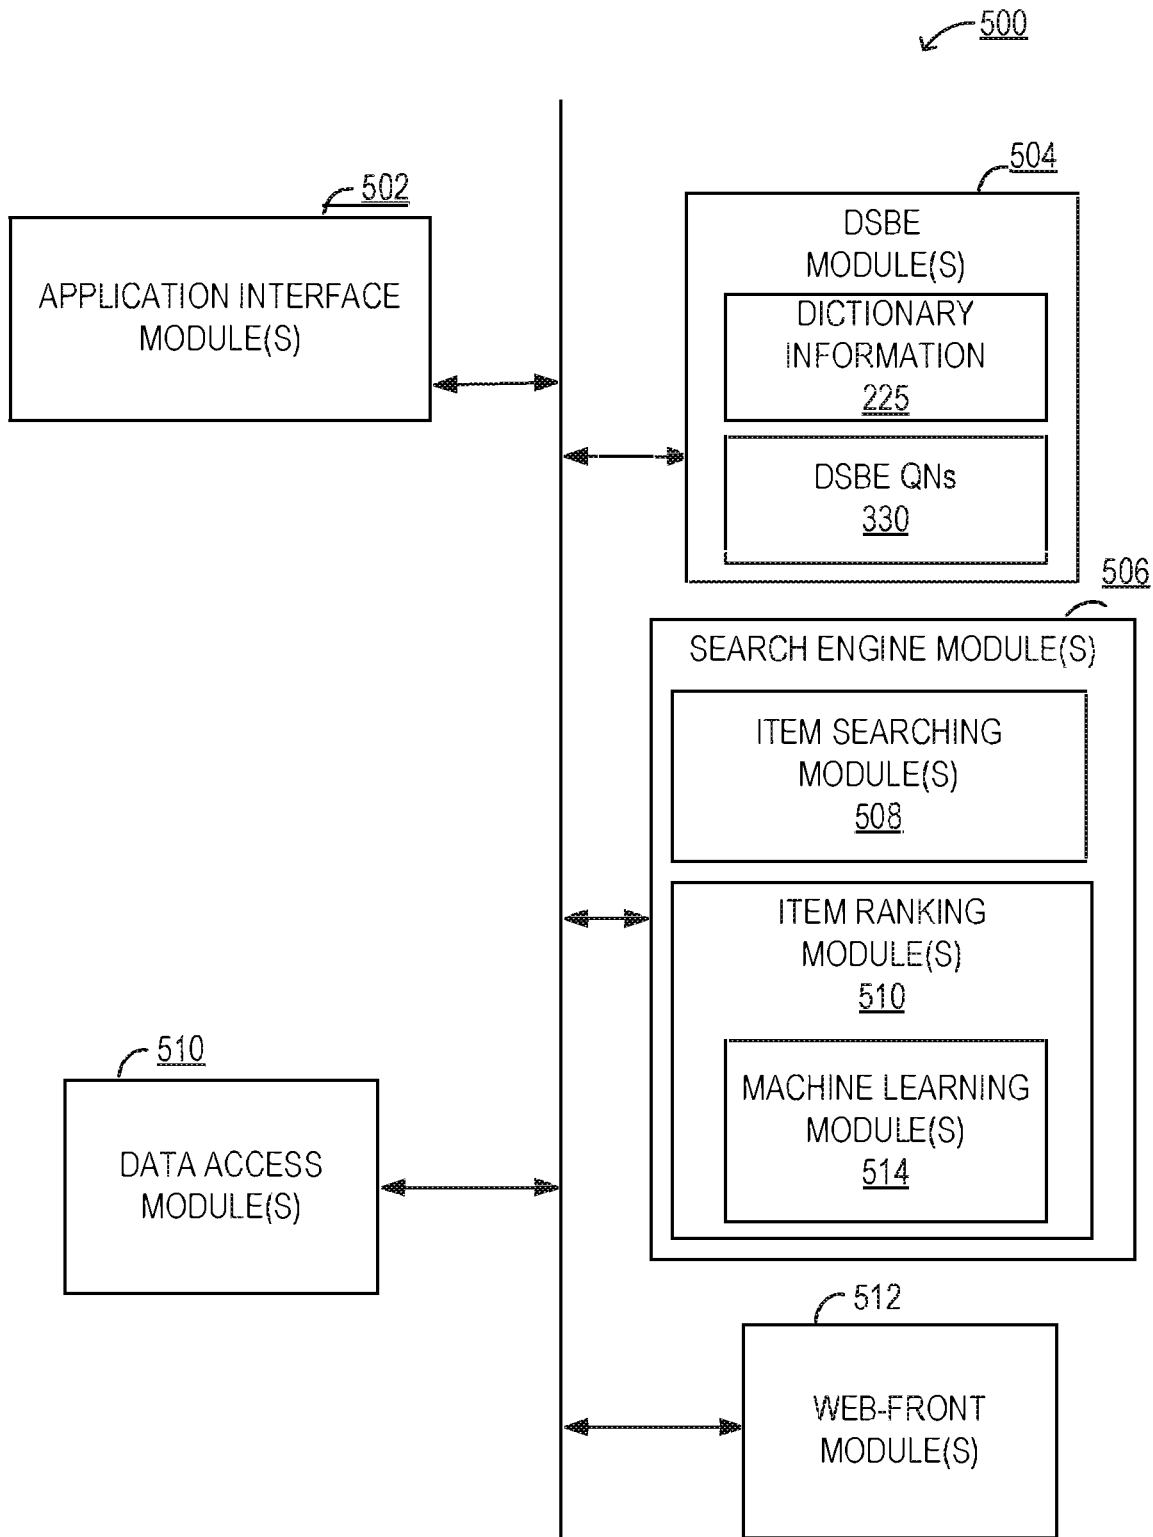 500
502
APPLICATION INTERFACE
MODULE(S)
504
DSBE
MODULE(S)
DICTIONARY
INFORMATION
225
DSBE QNs
330
506
SEARCH ENGINE MODULE(S)
ITEM SEARCHING
MODULE(S)
508
ITEM RANKING
MODULE(S)
510
MACHINE LEARNING
MODULE(S)
514
510
DATA ACCESS
MODULE(S)
512
WEB-FRONT
MODULE(S)